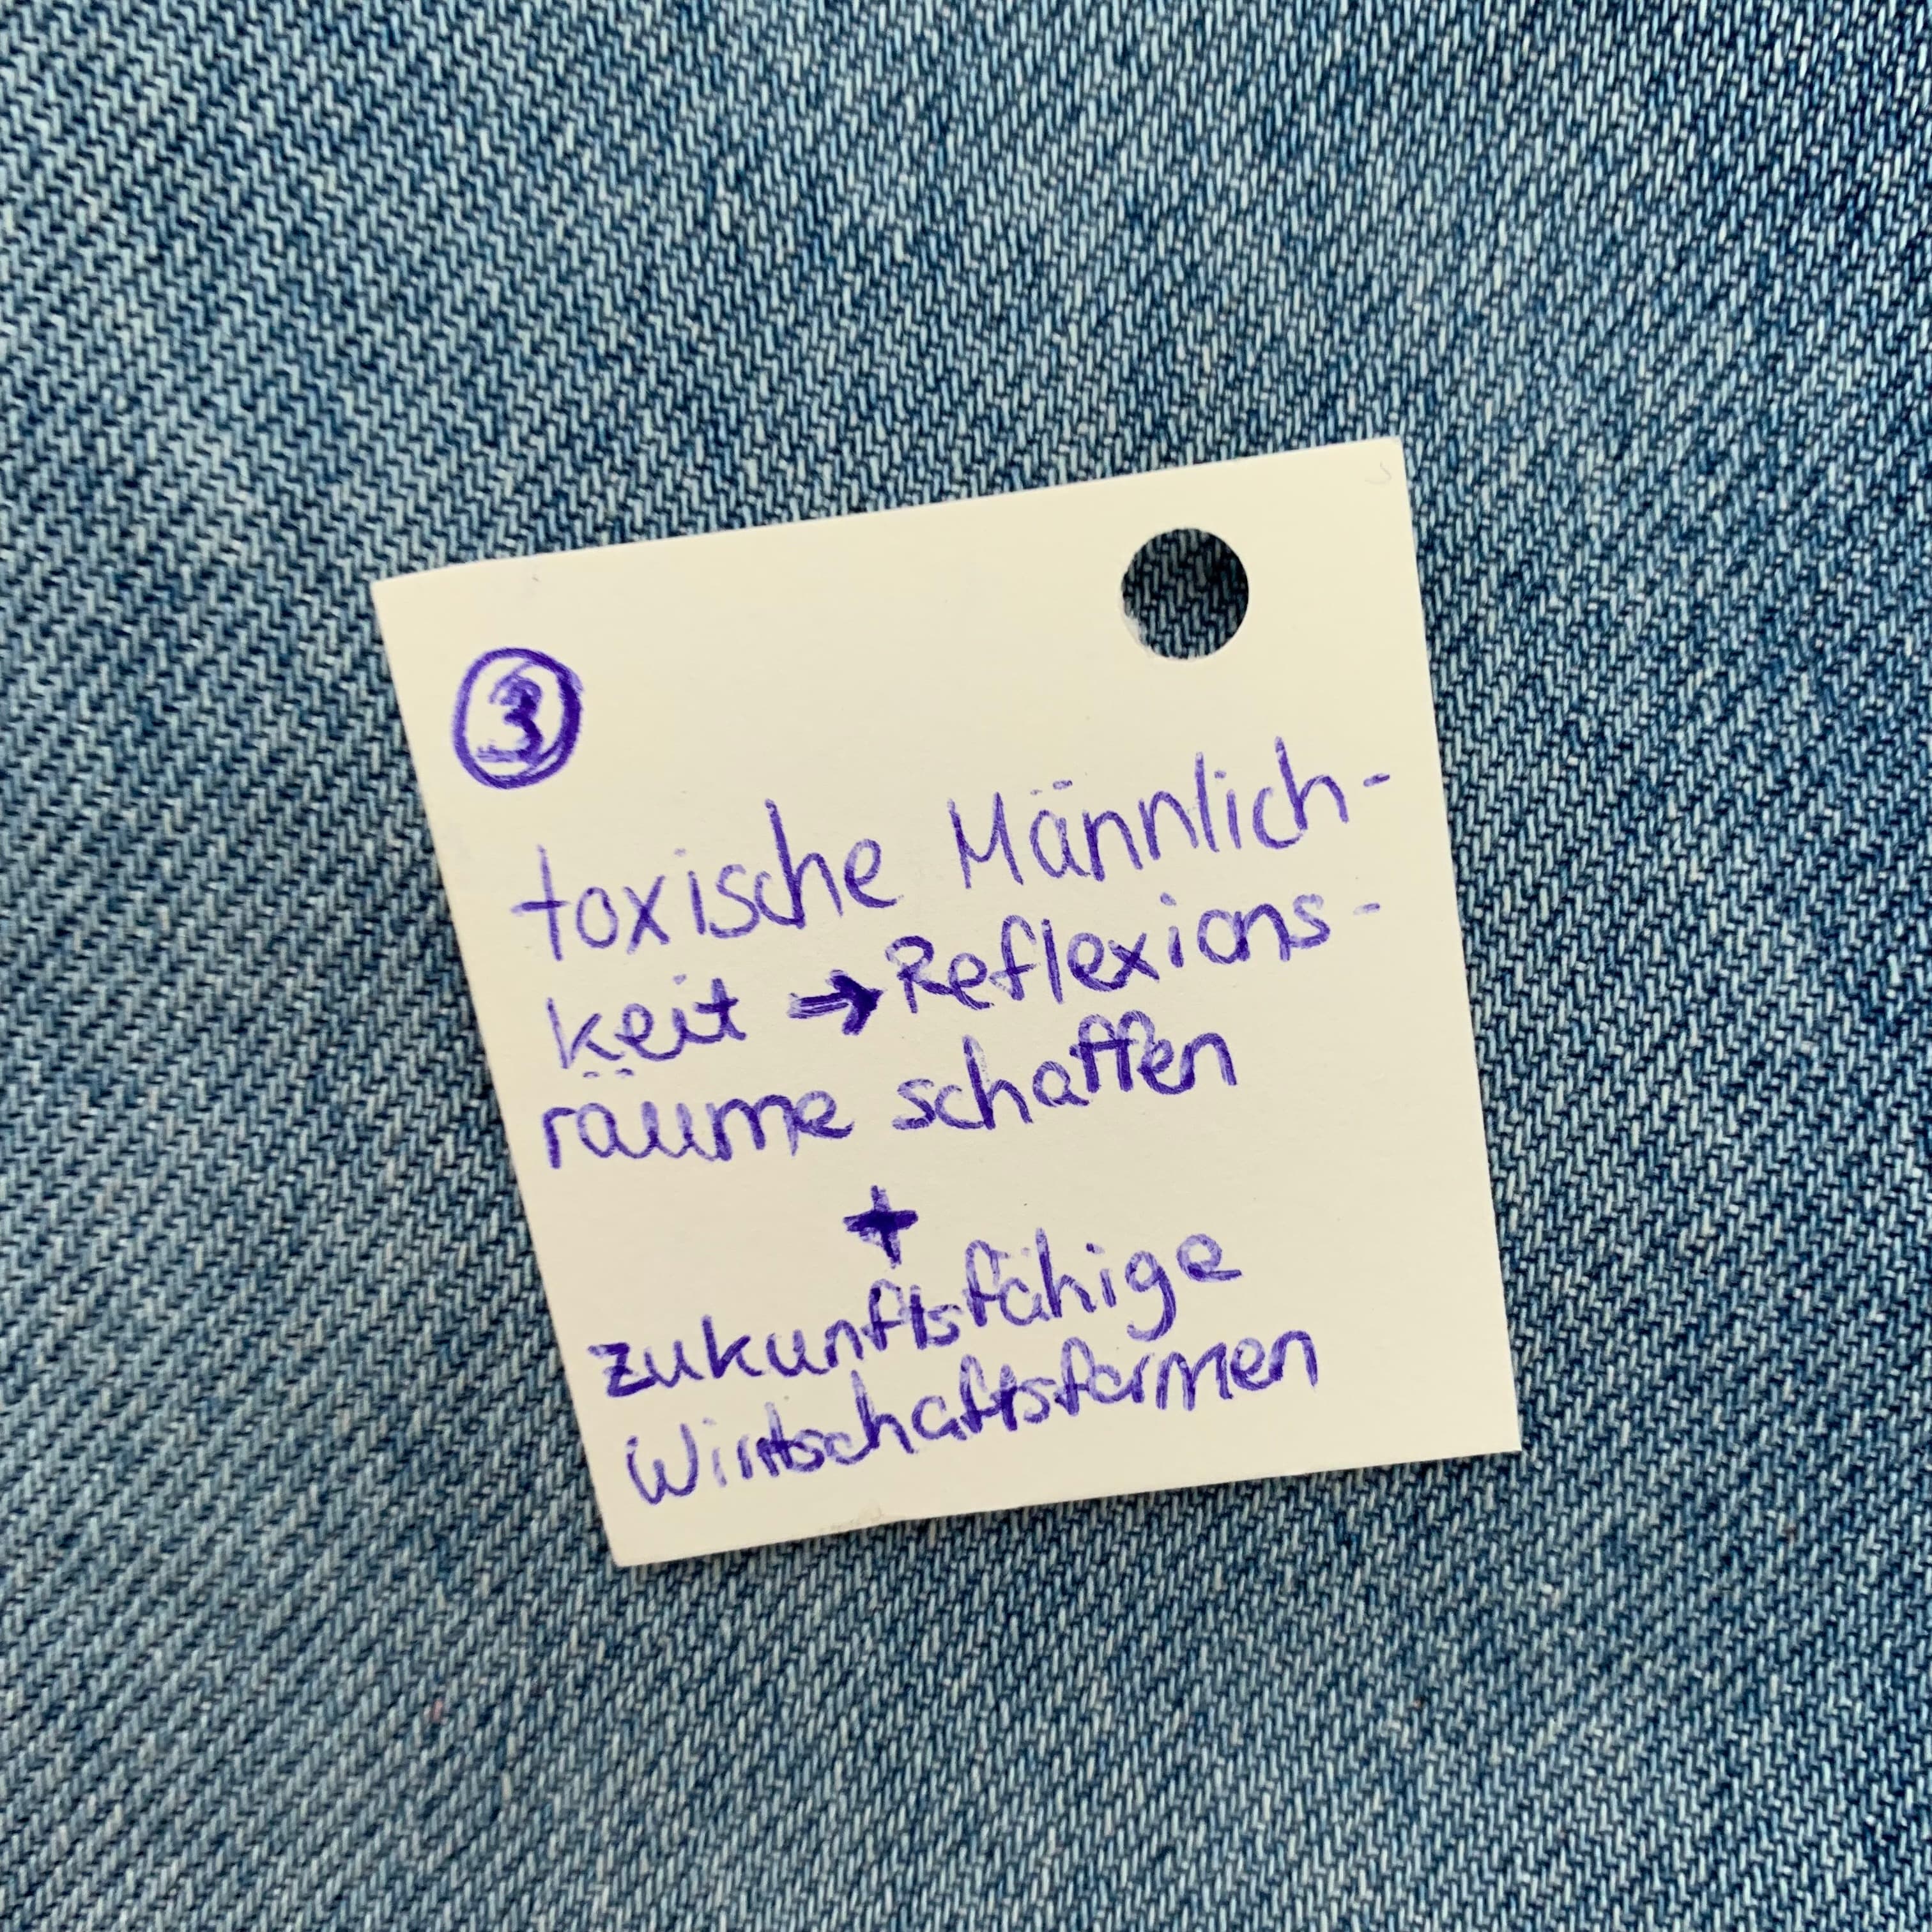 3
toxische Männlich-
keit → Reflexions-
räume schaffen
+
zukunftsfähige
Wirtschaftsformen